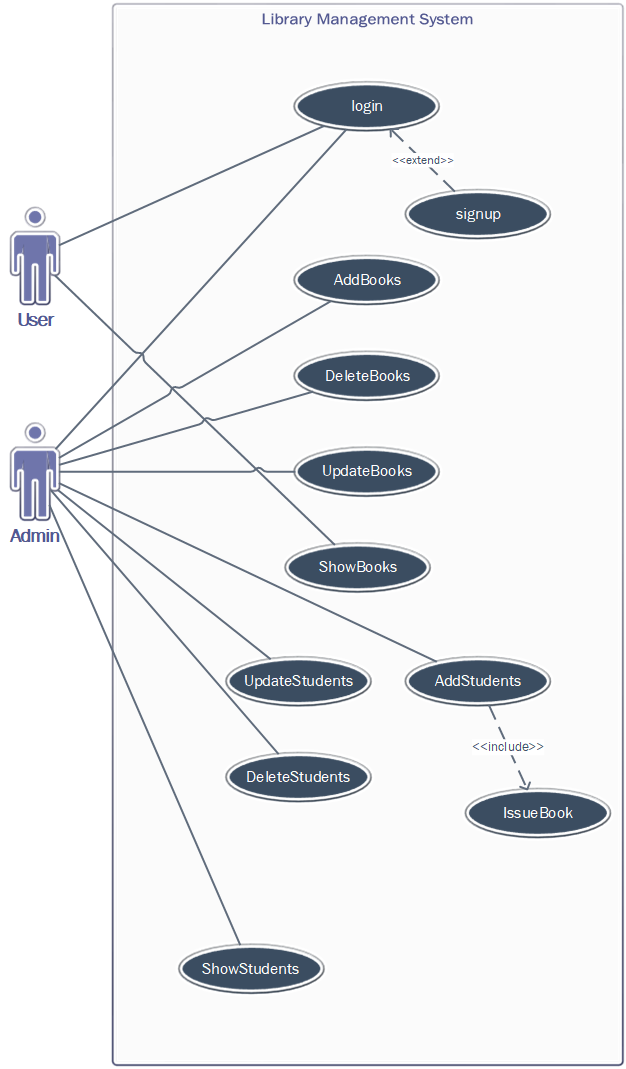 Library Management System
login
<<extend>>
signup
User
AddBooks
DeleteBooks
UpdateBooks
Admin
ShowBooks
UpdateStudents
AddStudents
<<include>>
DeleteStudents
IssueBook
ShowStudents